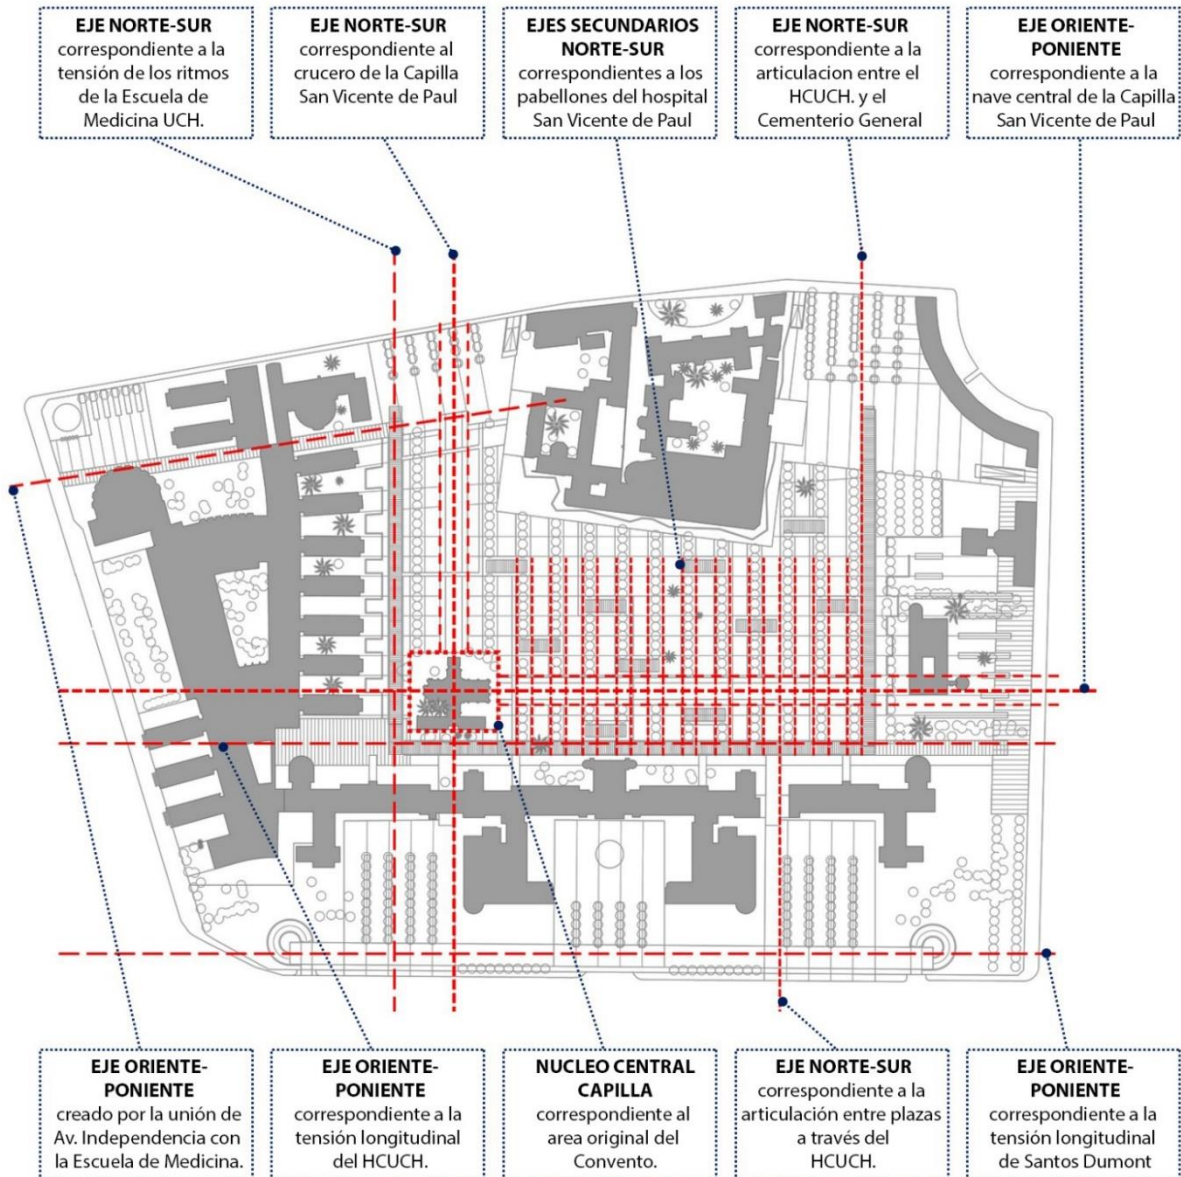 EJE NORTE-SUR
correspondiente a la
tensión de los ritmos
de la Escuela de
Medicina UCH.
EJE NORTE-SUR
correspondiente al
crucero de la Capilla
San Vicente de Paul
EJES SECUNDARIOS
NORTE-SUR
correspondientes a los
pabellones del hospital
San Vicente de Paul
EJE NORTE-SUR
correspondiente a la
articulacion entre el
HCUCH. y el
Cementerio General
EJE ORIENTE-
PONIENTE
correspondiente a la
nave central de la Capilla
San Vicente de Paul
EJE ORIENTE-
PONIENTE
creado por la unión de
Av. Independencia con
la Escuela de Medicina.
EJE ORIENTE-
PONIENTE
correspondiente a la
tensión longitudinal
del HCUCH.
NUCLEO CENTRAL
CAPILLA
correspondiente al
area original del
Convento.
EJE NORTE-SUR
correspondiente a la
articulación entre plazas
a través del
HCUCH.
EJE ORIENTE-
PONIENTE
correspondiente a la
tensión longitudinal
de Santos Dumont